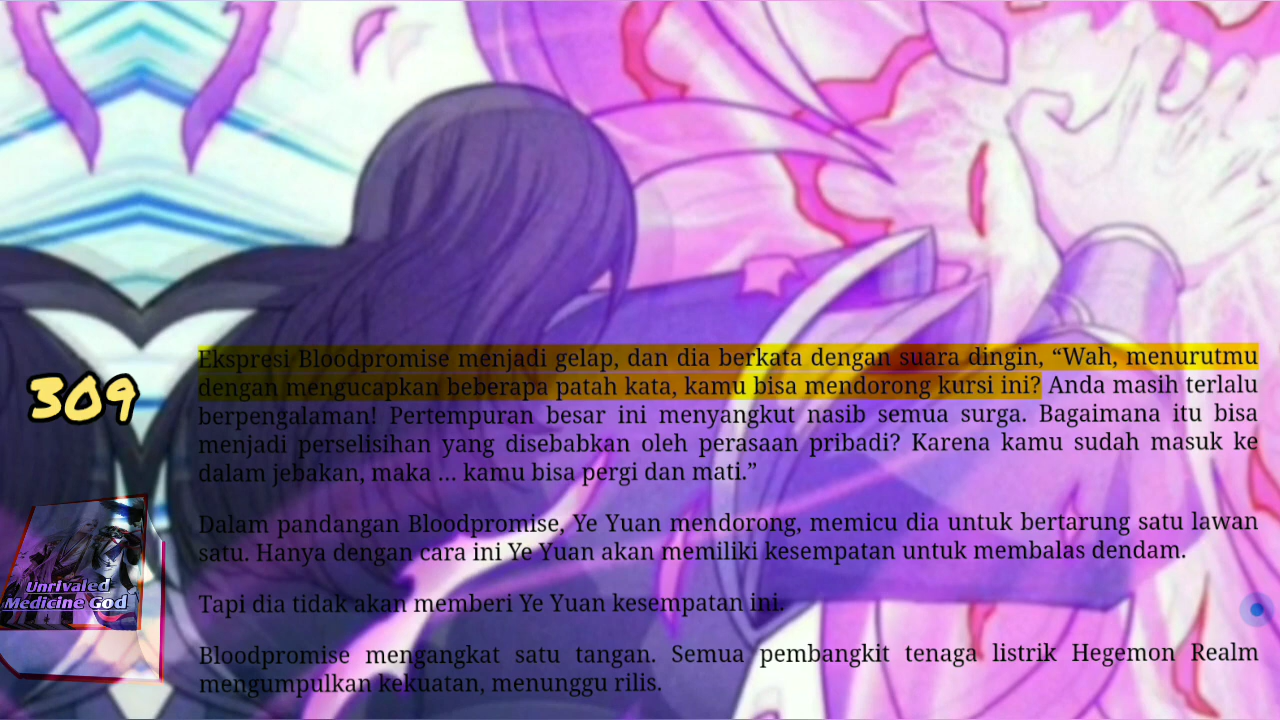 Ekspresi Bloodpromise menjadi gelap, dan dia berkata dengan suara dingin, “Wah, menurutmu
dengan mengucapkan beberapa patah kata, kamu bisa mendorong kursi ini? Anda masih terlalu
berpengalaman! Pertempuran besar ini menyangkut nasib semua surga. Bagaimana itu bisa
menjadi perselisihan yang disebabkan oleh perasaan pribadi? Karena kamu sudah masuk ke
dalam jebakan, maka ... kamu bisa pergi dan mati.”
309
Dalam pandangan Bloodpromise, Ye Yuan mendorong, memicu dia untuk bertarung satu lawan
satu. Hanya dengan cara ini Ye Yuan akan memiliki kesempatan untuk membalas dendam.
Unrivaled
Medicine God
Tapi dia tidak akan memberi Ye Yuan kesempatan ini.
Bloodpromise mengangkat satu tangan. Semua pembangkit tenaga listrik Hegemon Realm
mengumpulkan kekuatan, menunggu rilis.